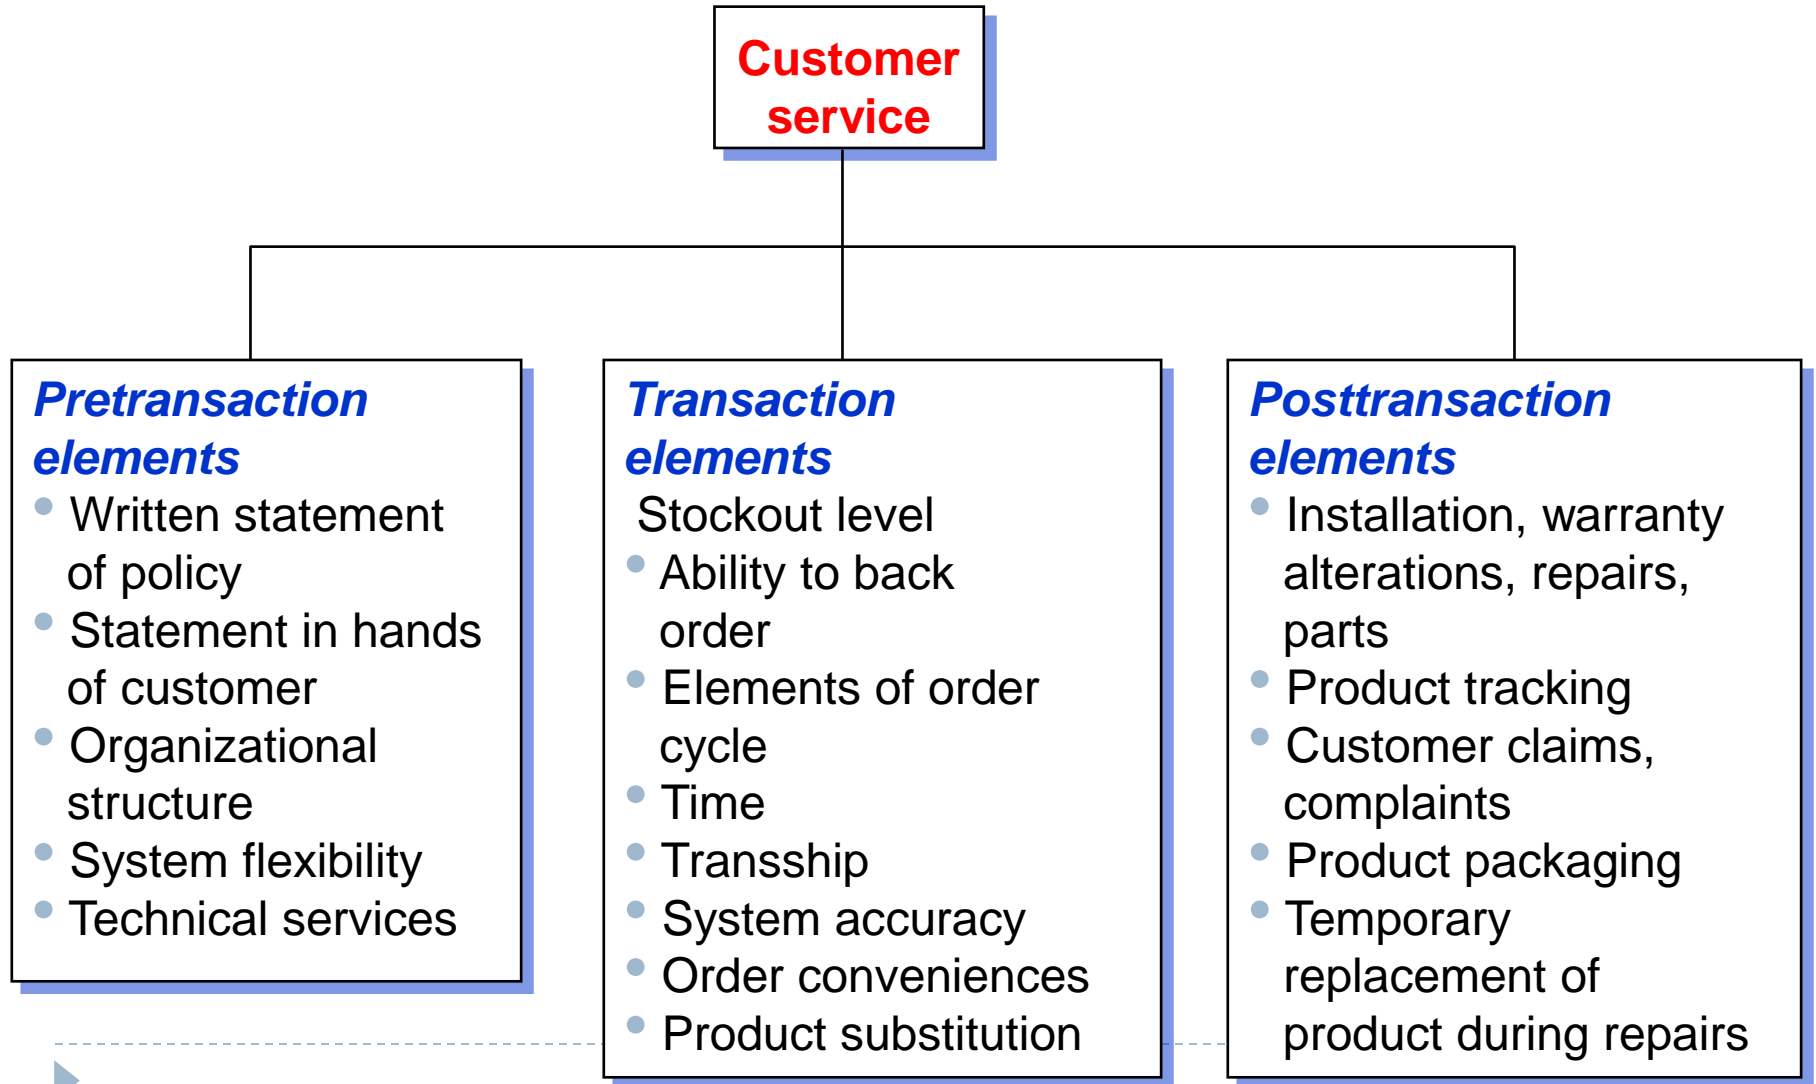 Customer
service
Pretransaction
elements
• Written statement
of policy
• Statement in hands
of customer
• Organizational
structure
• System flexibility
• Technical services
Transaction
elements
Stockout level
• Ability to back
order
• Elements of order
cycle
• Time
• Transship
• System accuracy
• Order conveniences
• Product substitution
Posttransaction
elements
• Installation, warranty
alterations, repairs,
parts
• Product tracking
• Customer claims,
complaints
• Product packaging
• Temporary
replacement of
product during repairs